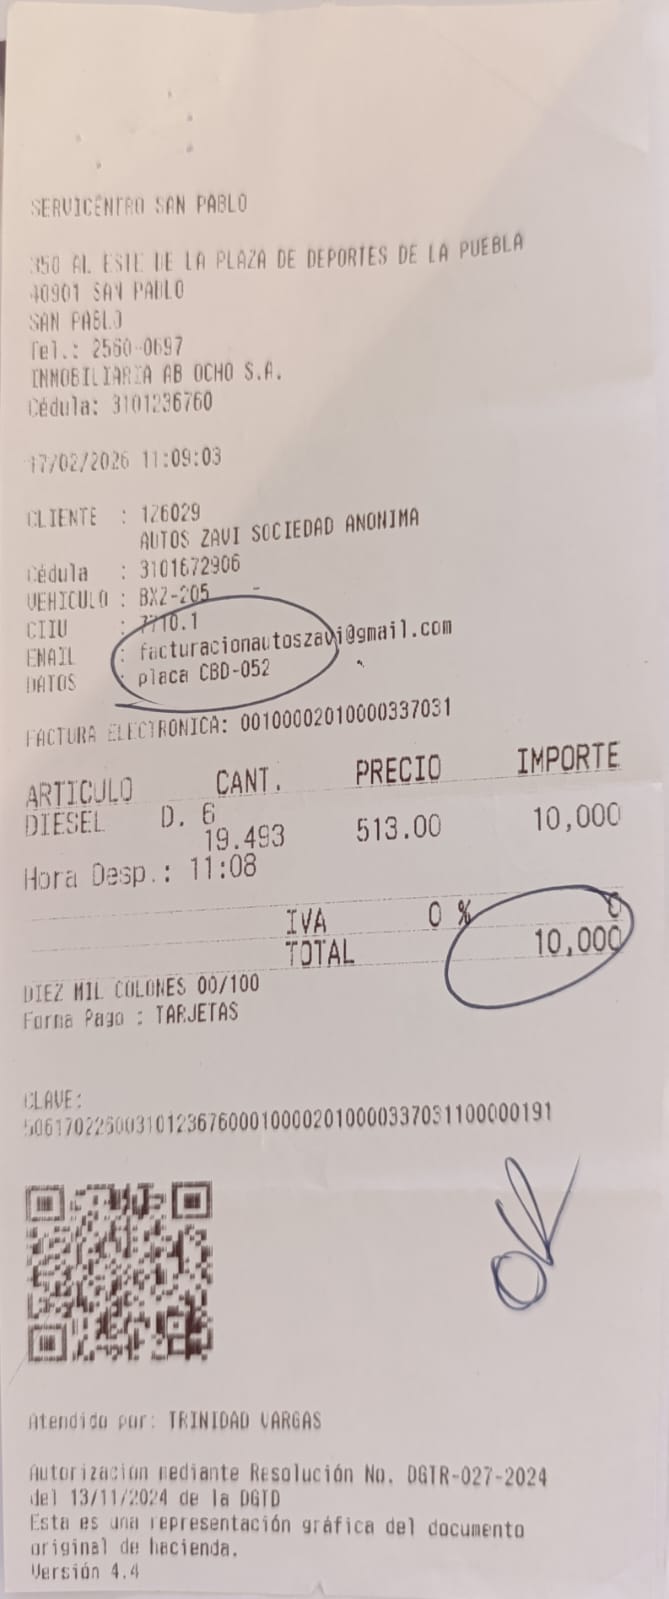 SERVICENTRO SAN PABLO
350 AL ESTE DE LA PLAZA DE DEPORTES DE LA PUEBLA
40901 SAN PABLO
SAN PABLO
Tel.: 2560-0697
INMOBILIARIA AB OCHO S.A.
Cédula: 3101236760
17/02/2026 11:09:03
CLIENTE : 126029
AUTOS ZAVI SOCIEDAD ANONIMA
Cédula : 3101672906
VEHICULO : BXZ-205
CIIU : 7710.1
EMAIL : facturacionautoszavi@gmail.com
DATOS : placa CBD-052
FACTURA ELECTRONICA: 00100002010000337031
ARTICULO CANT. PRECIO IMPORTE
DIESEL D. 6
19.493 513.00 10,000
Hora Desp.: 11:08
IVA 0 % 0
TOTAL 10,000
DIEZ MIL COLONES 00/100
Forma Pago : TARJETAS
CLAVE:
50617022600310123676000100002010000337031100000191
OK
Atendido por: TRINIDAD VARGAS
Autorización mediante Resolución No. DGTR-027-2024
del 13/11/2024 de la DGTD
Esta es una representación gráfica del documento
original de hacienda.
Versión 4.4